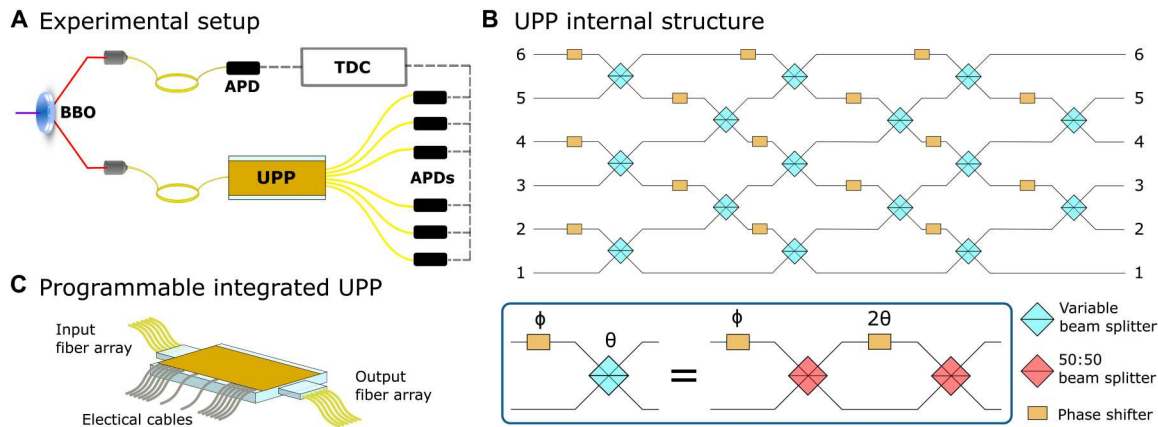 A Experimental setup
BBO
APD
TDC
UPP
APDs
C Programmable integrated UPP
Input
fiber array
Output
fiber array
Electical cables
B UPP internal structure
6 6
5 5
4 4
3 3
2 2
1 1
ϕ
θ
=
ϕ
2θ
Variable
beam splitter
50:50
beam splitter
Phase shifter